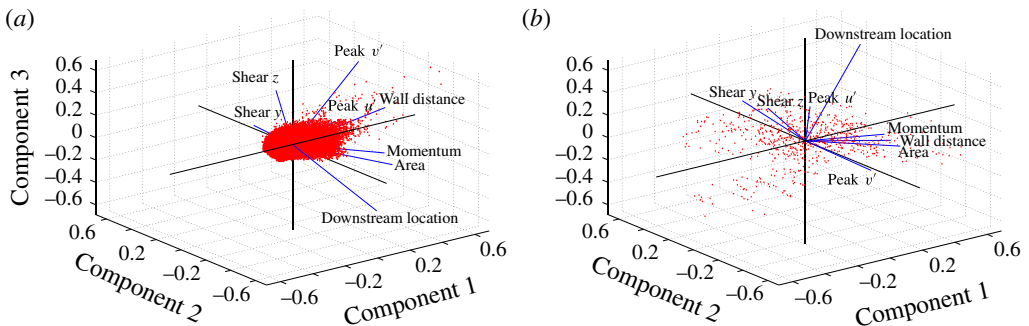 (a)
Peak v′
Shear z
Shear y
Peak u′
Wall distance
Momentum
Area
Downstream location
Component 3
0.6
0.4
0.2
0
−0.2
−0.4
−0.6
0.6
0.2
−0.2
−0.6
Component 2
−0.6
−0.2
0.2
0.6
Component 1
(b)
Downstream location
Shear y
Shear z
Peak u′
Momentum
Wall distance
Area
Peak v′
0.6
0.4
0.2
0
−0.2
−0.4
−0.6
0.6
0.2
−0.2
−0.6
Component 2
−0.6
−0.2
0.2
0.6
Component 1